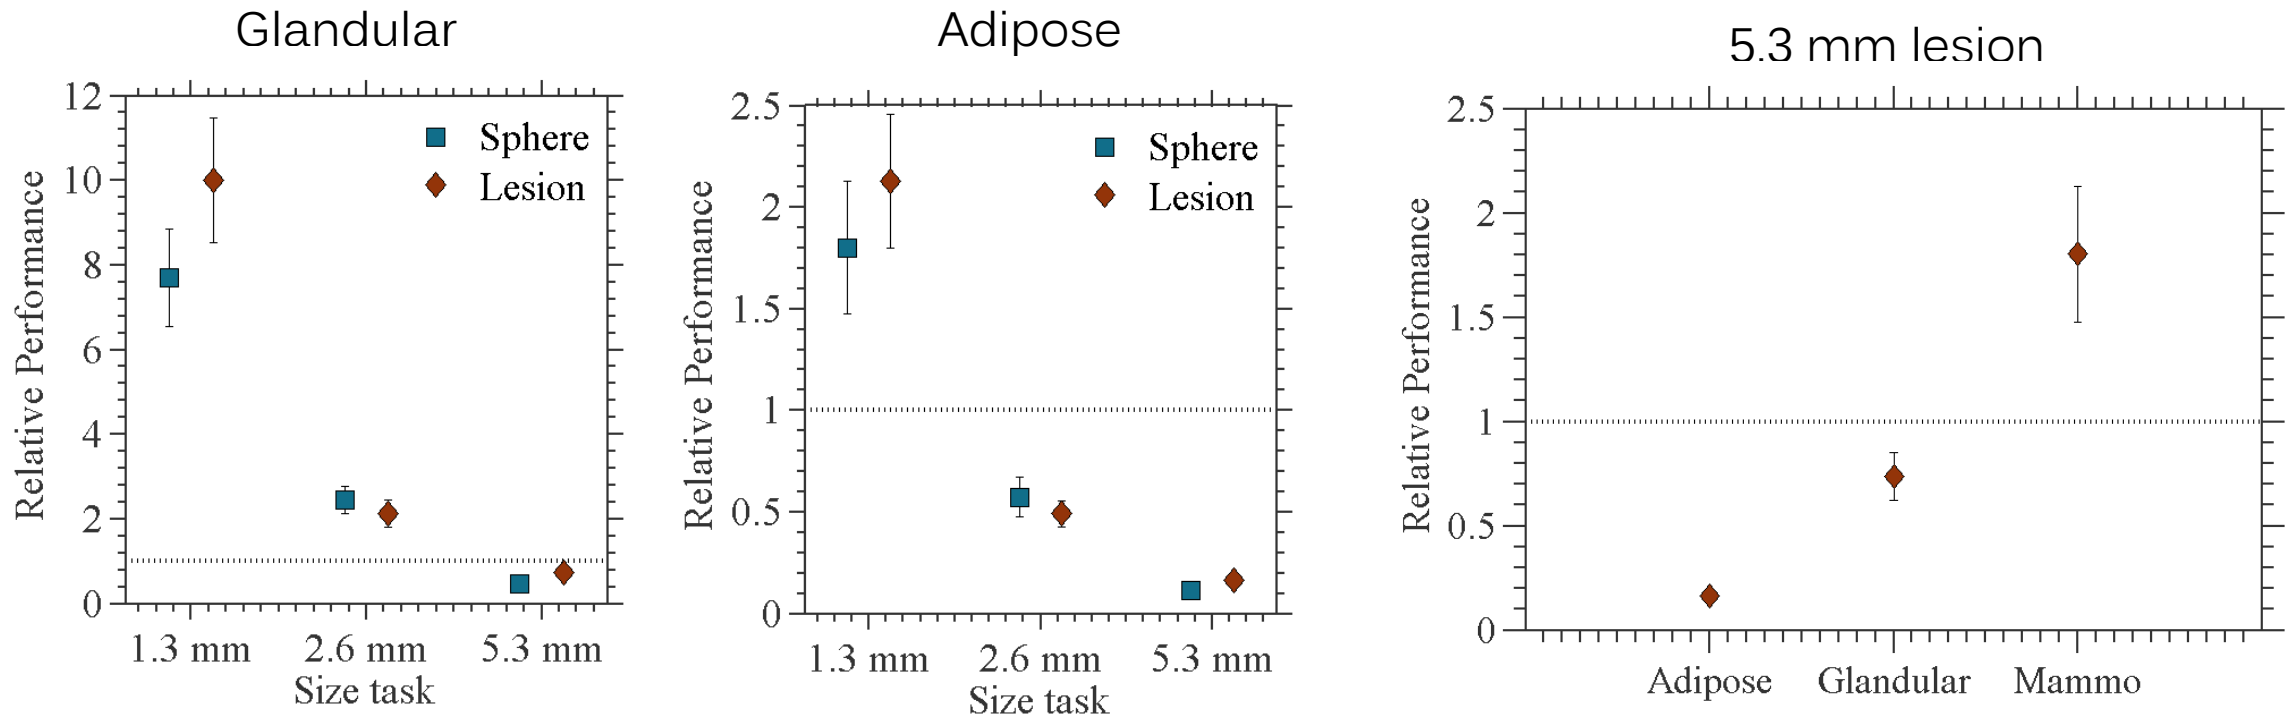 Glandular
Relative Performance
12
10
8
6
4
2
0
Sphere
Lesion
1.3 mm 2.6 mm 5.3 mm
Size task
Adipose
Relative Performance
2.5
2
1.5
1
0.5
0
Sphere
Lesion
1.3 mm 2.6 mm 5.3 mm
Size task
5.3 mm lesion
Relative Performance
2.5
2
1.5
1
0.5
0
Adipose Glandular Mammo